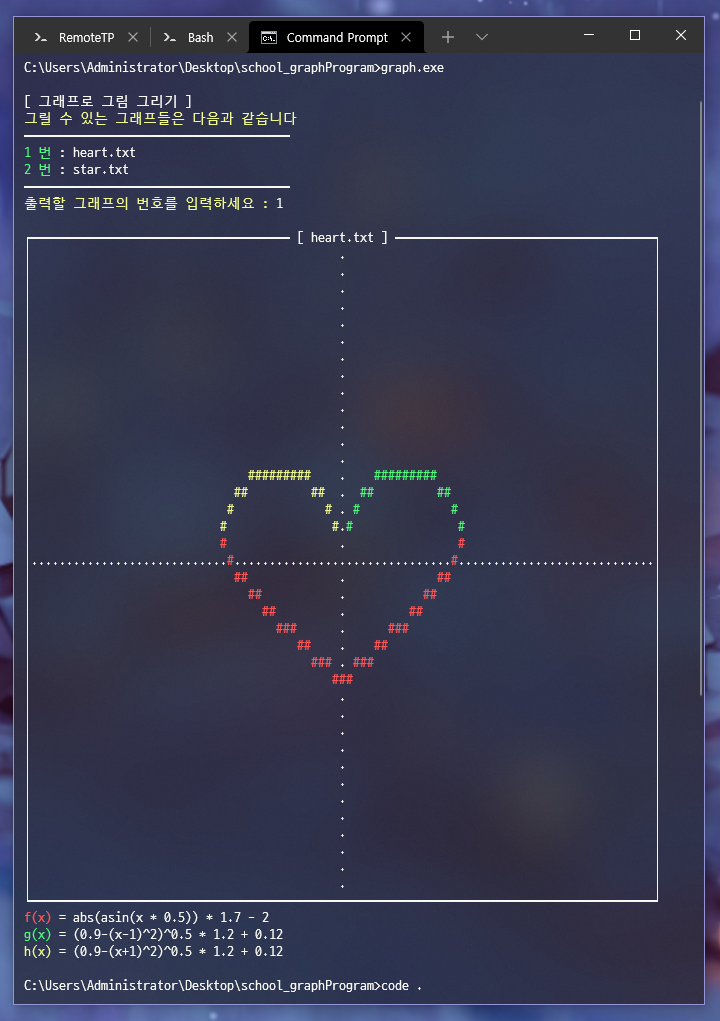 RemoteTP
Bash
Command Prompt
C:\Users\Administrator\Desktop\school_graphProgram>graph.exe
[ 그래프로 그림 그리기 ]
그릴 수 있는 그래프들은 다음과 같습니다
1 번 : heart.txt
2 번 : star.txt
출력할 그래프의 번호를 입력하세요 : 1
[ heart.txt ]
######### #########
## ## ## ##
# # # #
# # # #
# #
# #
## ##
## ##
## ##
### ###
## ##
### ###
###
f(x) = abs(asin(x * 0.5)) * 1.7 - 2
g(x) = (0.9-(x-1)^2)^0.5 * 1.2 + 0.12
h(x) = (0.9-(x+1)^2)^0.5 * 1.2 + 0.12
C:\Users\Administrator\Desktop\school_graphProgram>code .